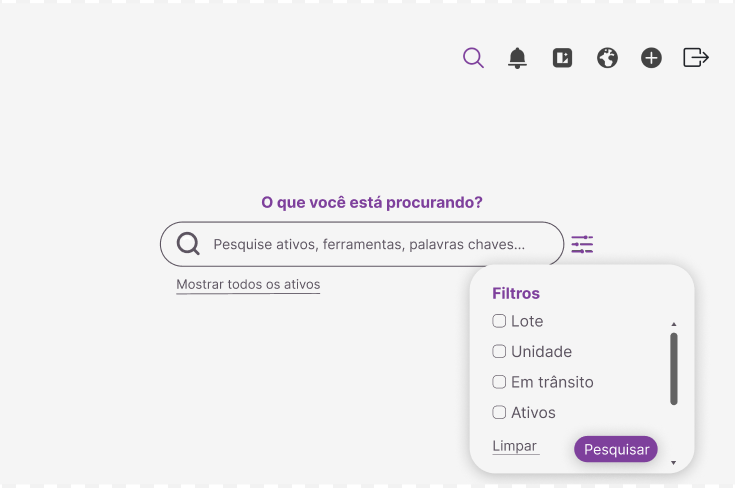 O que você está procurando?
Pesquise ativos, ferramentas, palavras chaves...
Mostrar todos os ativos
Filtros
Lote
Unidade
Em trânsito
Ativos
Limpar
Pesquisar